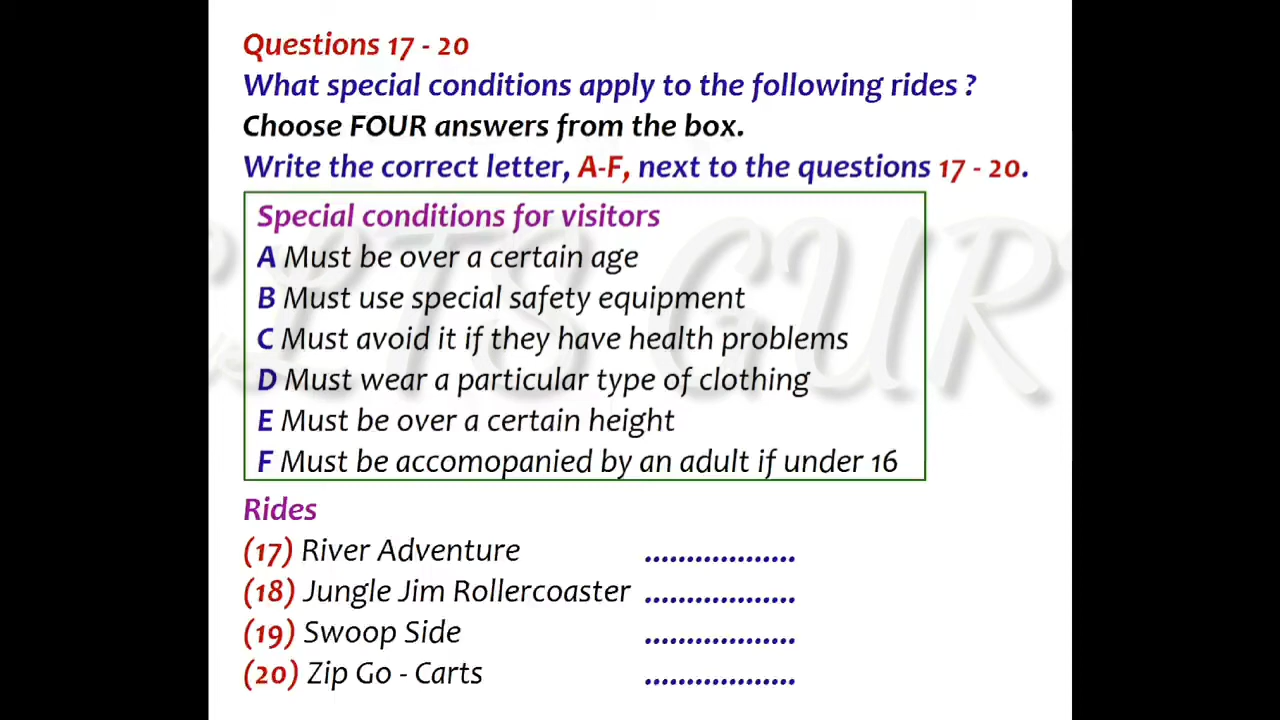 Questions 17 - 20
What special conditions apply to the following rides ?
Choose FOUR answers from the box.
Write the correct letter, A-F, next to the questions 17 - 20.
Special conditions for visitors
A Must be over a certain age
B Must use special safety equipment
C Must avoid it if they have health problems
D Must wear a particular type of clothing
E Must be over a certain height
F Must be accomopanied by an adult if under 16
Rides
(17) River Adventure ..................
(18) Jungle Jim Rollercoaster ..................
(19) Swoop Side ..................
(20) Zip Go - Carts ..................